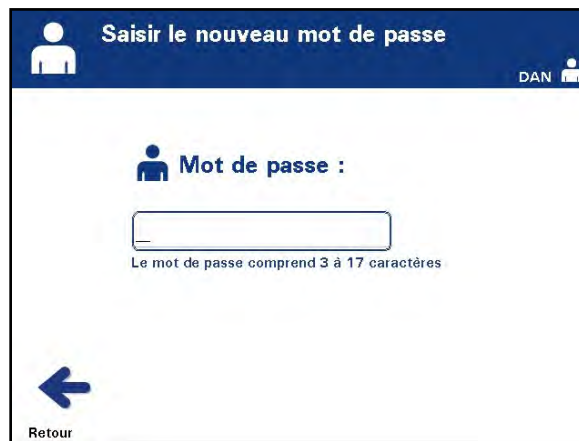 Saisir le nouveau mot de passe
DAN
Mot de passe :
_
Le mot de passe comprend 3 à 17 caractères
Retour